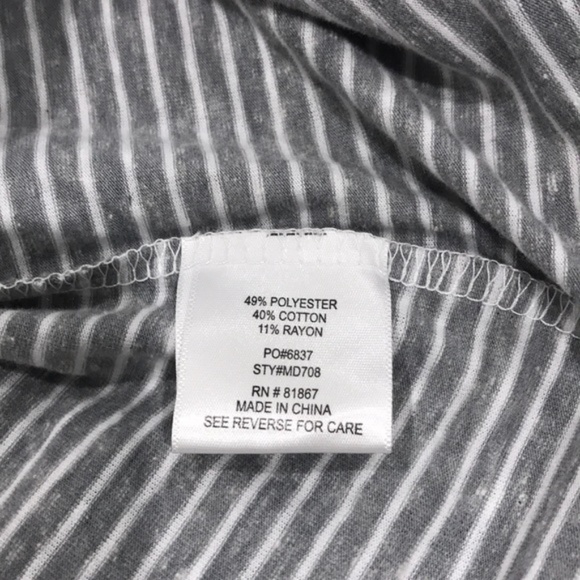 49% POLYESTER
40% COTTON
11% RAYON
PO#6837
STY#MD708
RN # 81867
MADE IN CHINA
SEE REVERSE FOR CARE